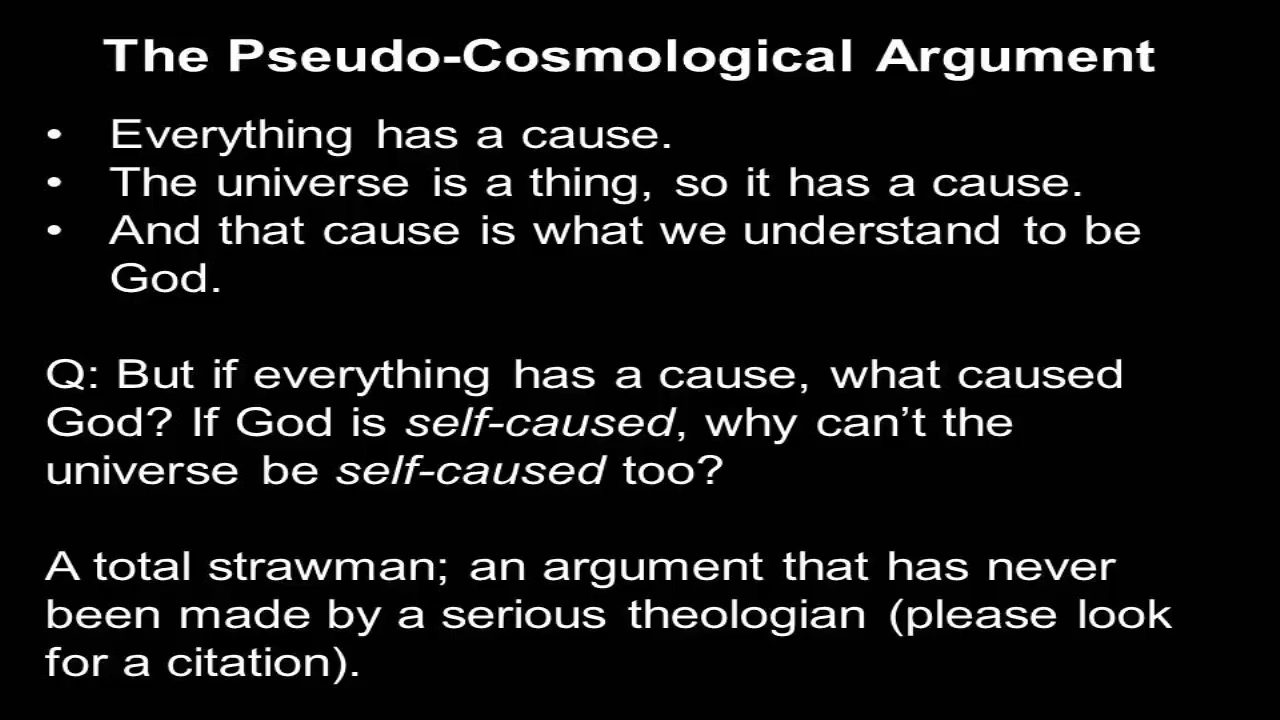 The Pseudo-Cosmological Argument
• Everything has a cause.
• The universe is a thing, so it has a cause.
• And that cause is what we understand to be
God.
Q: But if everything has a cause, what caused
God? If God is self-caused, why can’t the
universe be self-caused too?
A total strawman; an argument that has never
been made by a serious theologian (please look
for a citation).